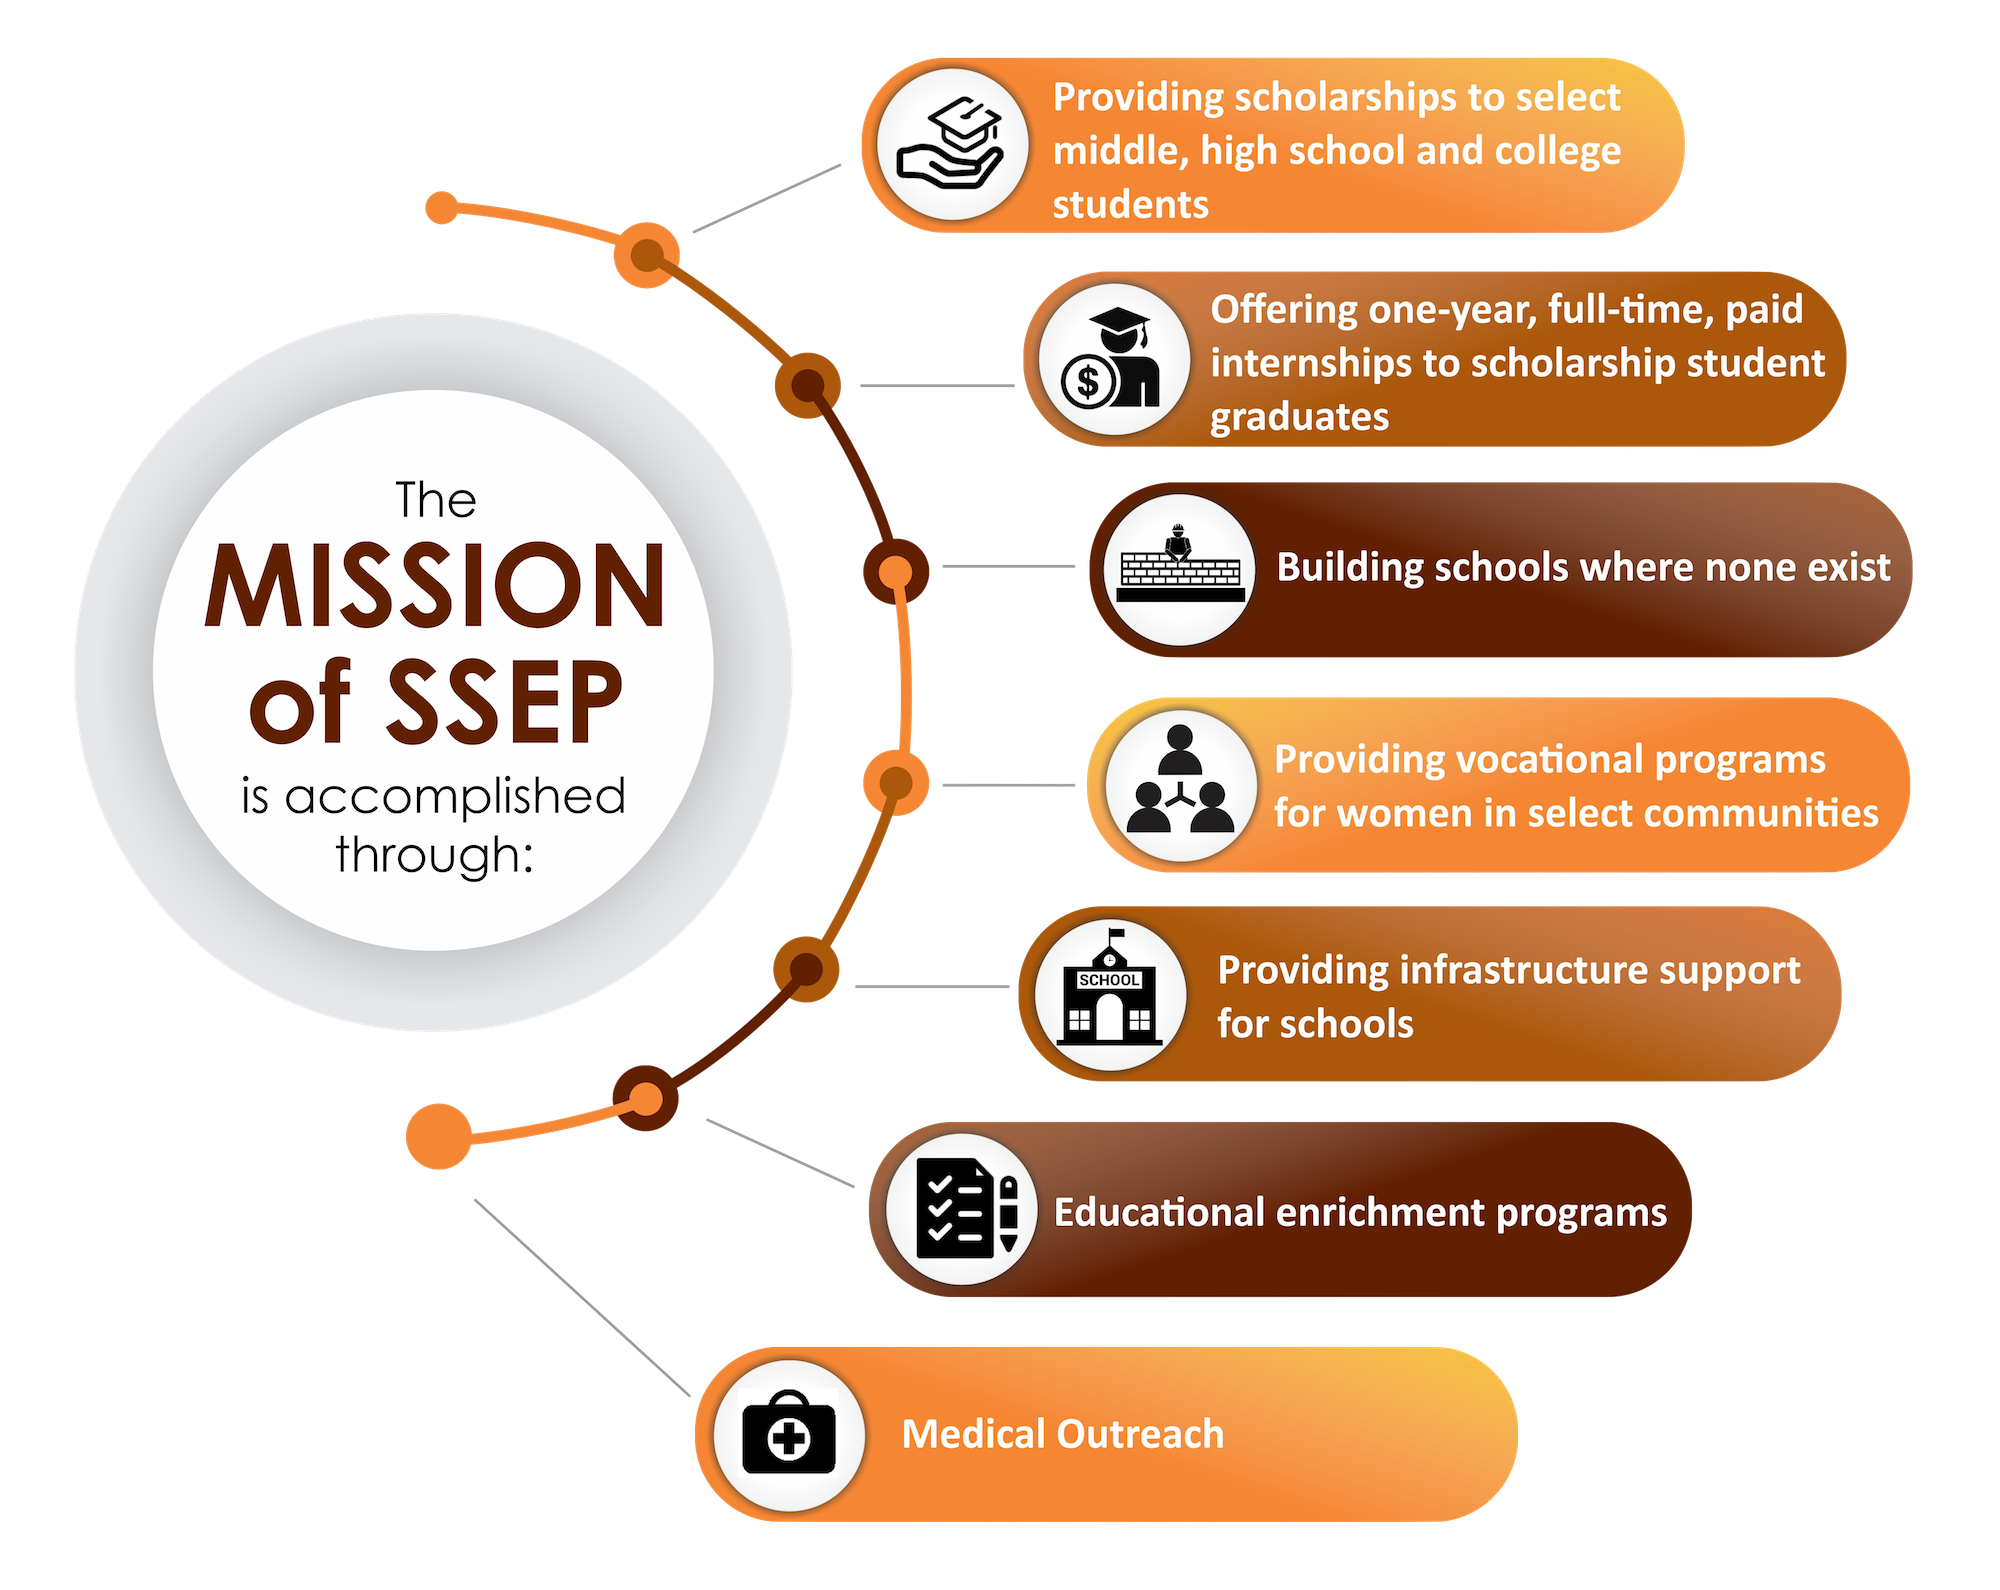 The
MISSION
of SSEP
is accomplished
through:
Providing scholarships to select
middle, high school and college
students
$
Offering one-year, full-time, paid
internships to scholarship student
graduates
Building schools where none exist
Providing vocational programs
for women in select communities
SCHOOL
Providing infrastructure support
for schools
Educational enrichment programs
Medical Outreach